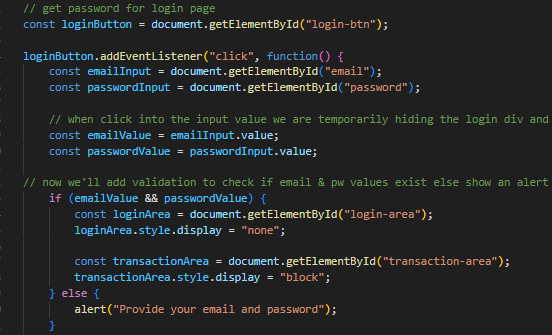 // get password for login page
const loginButton = document.getElementById("login-btn");
loginButton.addEventListener("click", function() {
const emailInput = document.getElementById("email");
const passwordInput = document.getElementById("password");
// when click into the input value we are temporarily hiding the login div and
const emailValue = emailInput.value;
const passwordValue = passwordInput.value;
// now we'll add validation to check if email & pw values exist else show an alert
if (emailValue && passwordValue) {
const loginArea = document.getElementById("login-area");
loginArea.style.display = "none";
const transactionArea = document.getElementById("transaction-area");
transactionArea.style.display = "block";
} else {
alert("Provide your email and password");
}